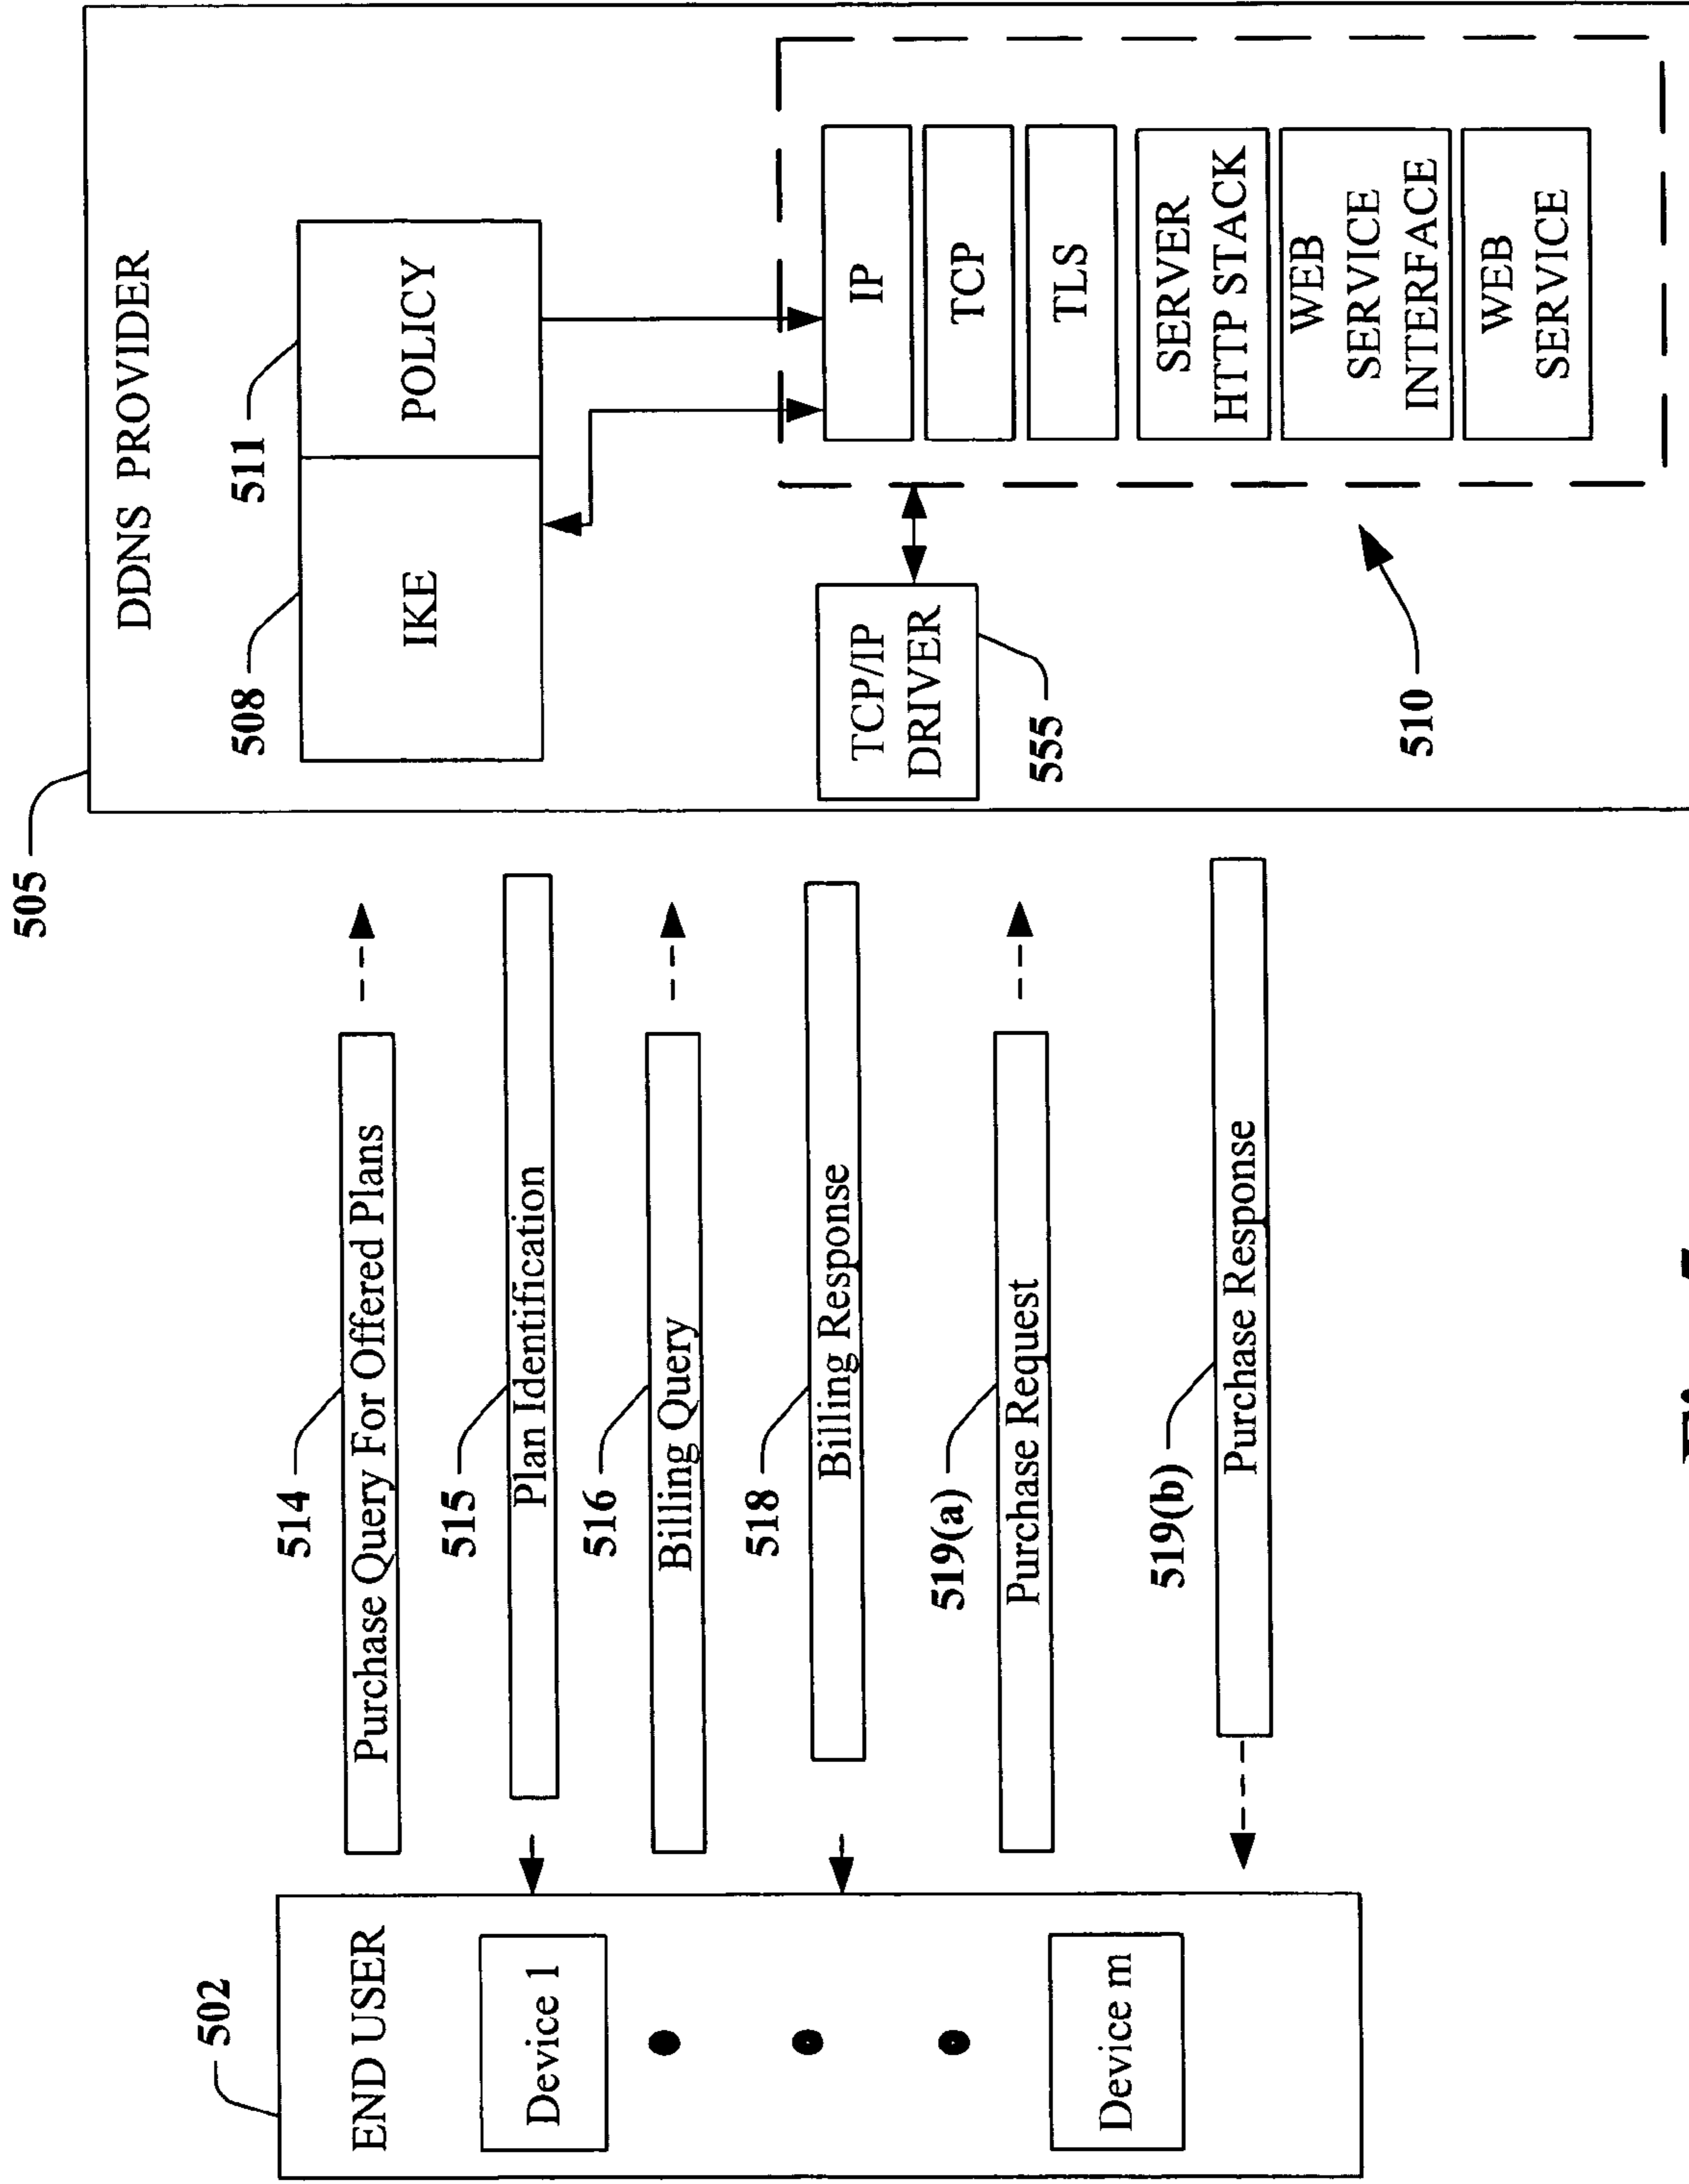 502
END USER
Device 1
Device m
514
Purchase Query For Offered Plans
515
Plan Identification
516
Billing Query
518
Billing Response
519(a)
Purchase Request
519(b)
Purchase Response
505
DDNS PROVIDER
508
511
IKE
POLICY
TCP/IP
DRIVER
555
IP
TCP
TLS
SERVER
HTTP STACK
WEB
SERVICE
INTERFACE
WEB
SERVICE
510